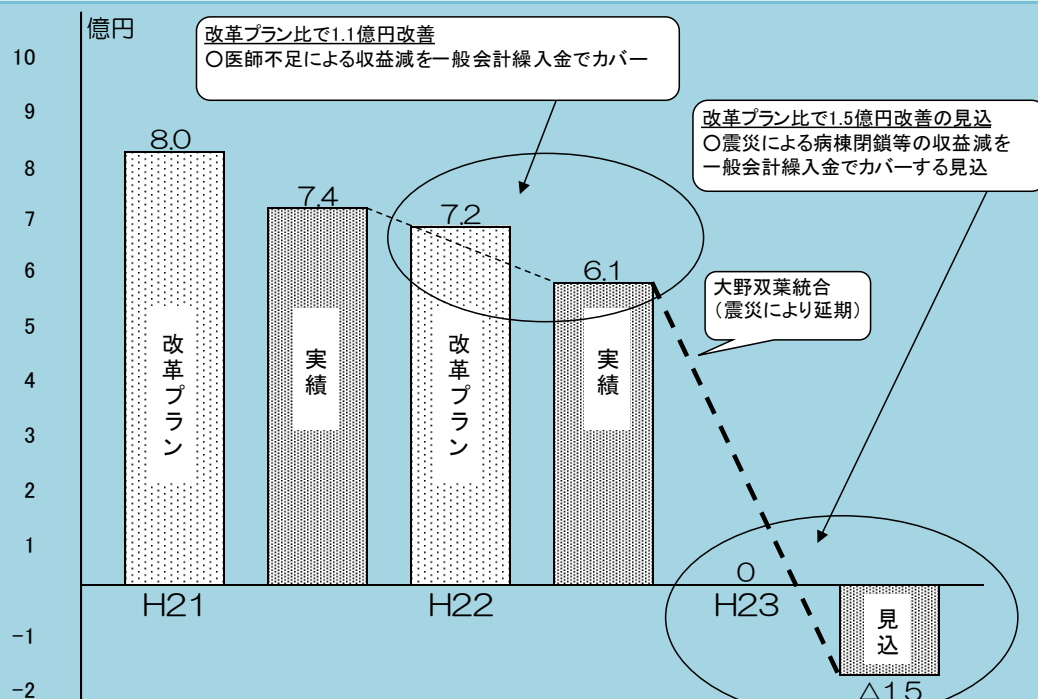 億円
改革プラン比で1.1億円改善
○医師不足による収益減を一般会計繰入金でカバー
改革プラン比で1.5億円改善の見込
○震災による病棟閉鎖等の収益減を
一般会計繰入金でカバーする見込
大野双葉統合
（震災により延期）
10
9
8
7
6
5
4
3
2
1
-1
-2
8.0
7.4
7.2
6.1
0
△1.5
改革プラン
実績
改革プラン
実績
見込
H21
H22
H23